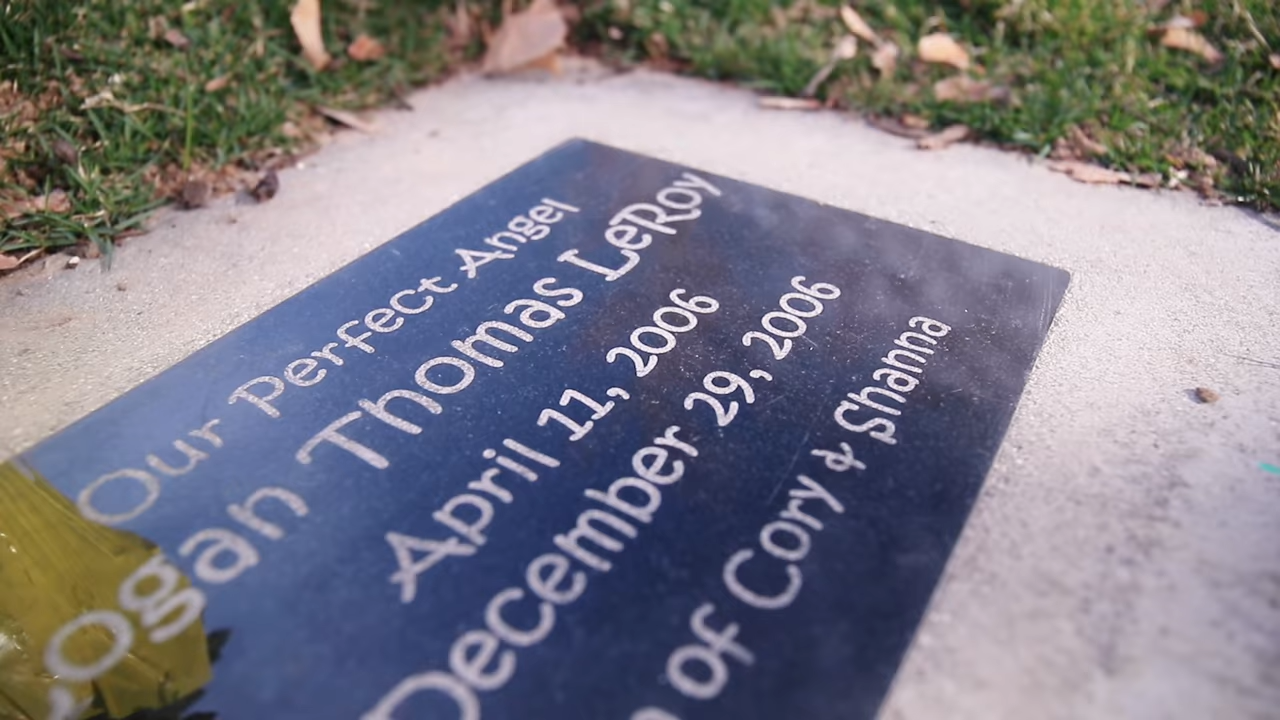 Our Perfect Angel
ogan Thomas LeRoy
April 11, 2006
December 29, 2006
of Cory & Shanna